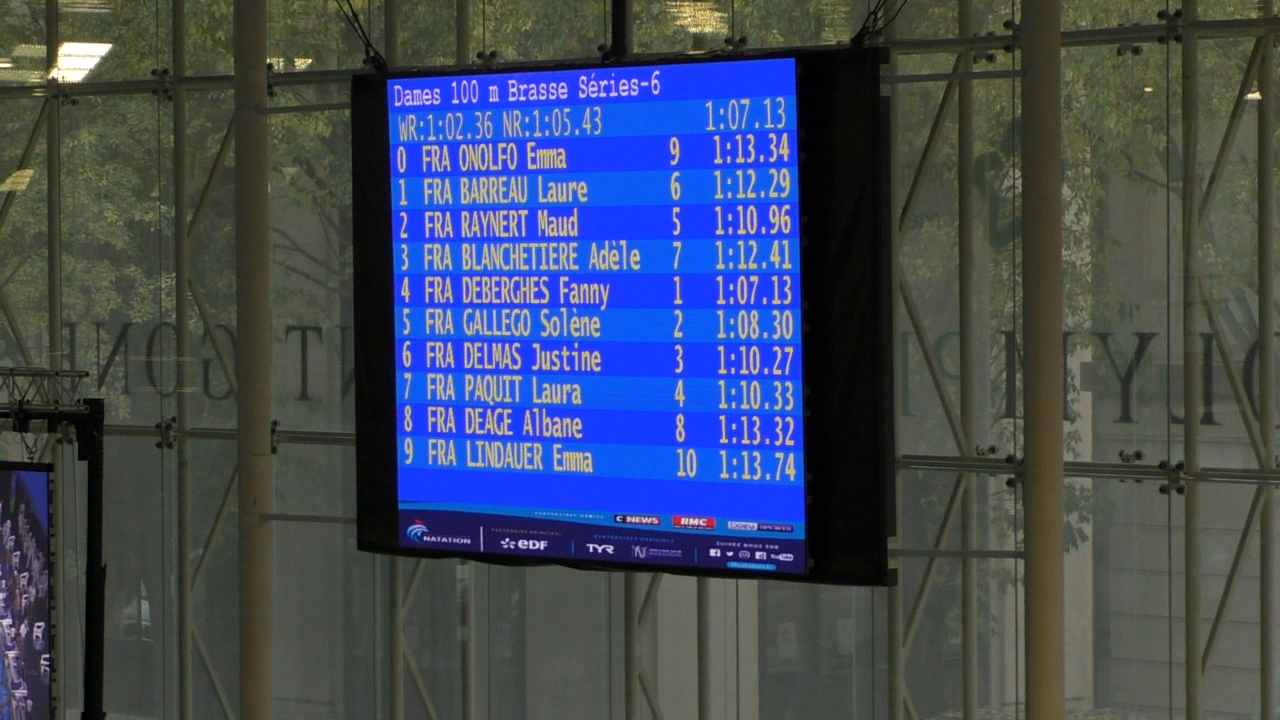 Dames 100 m Brasse Séries-6
WR:1:02.36 NR:1:05.43 1:07.13
0 FRA ONOLFO Emma 9 1:13.34
1 FRA BARREAU Laure 6 1:12.29
2 FRA RAYNERT Maud 5 1:10.96
3 FRA BLANCHETIERE Adèle 7 1:12.41
4 FRA DEBERGHES Fanny 1 1:07.13
5 FRA GALLEGO Solène 2 1:08.30
6 FRA DELMAS Justine 3 1:10.27
7 FRA PAQUIT Laura 4 1:10.33
8 FRA DEAGE Albane 8 1:13.32
9 FRA LINDAUER Emma 10 1:13.74
CNEWS RMC
NATATION eDF TYR
SUIVEZ NOUS SUR
YouTube